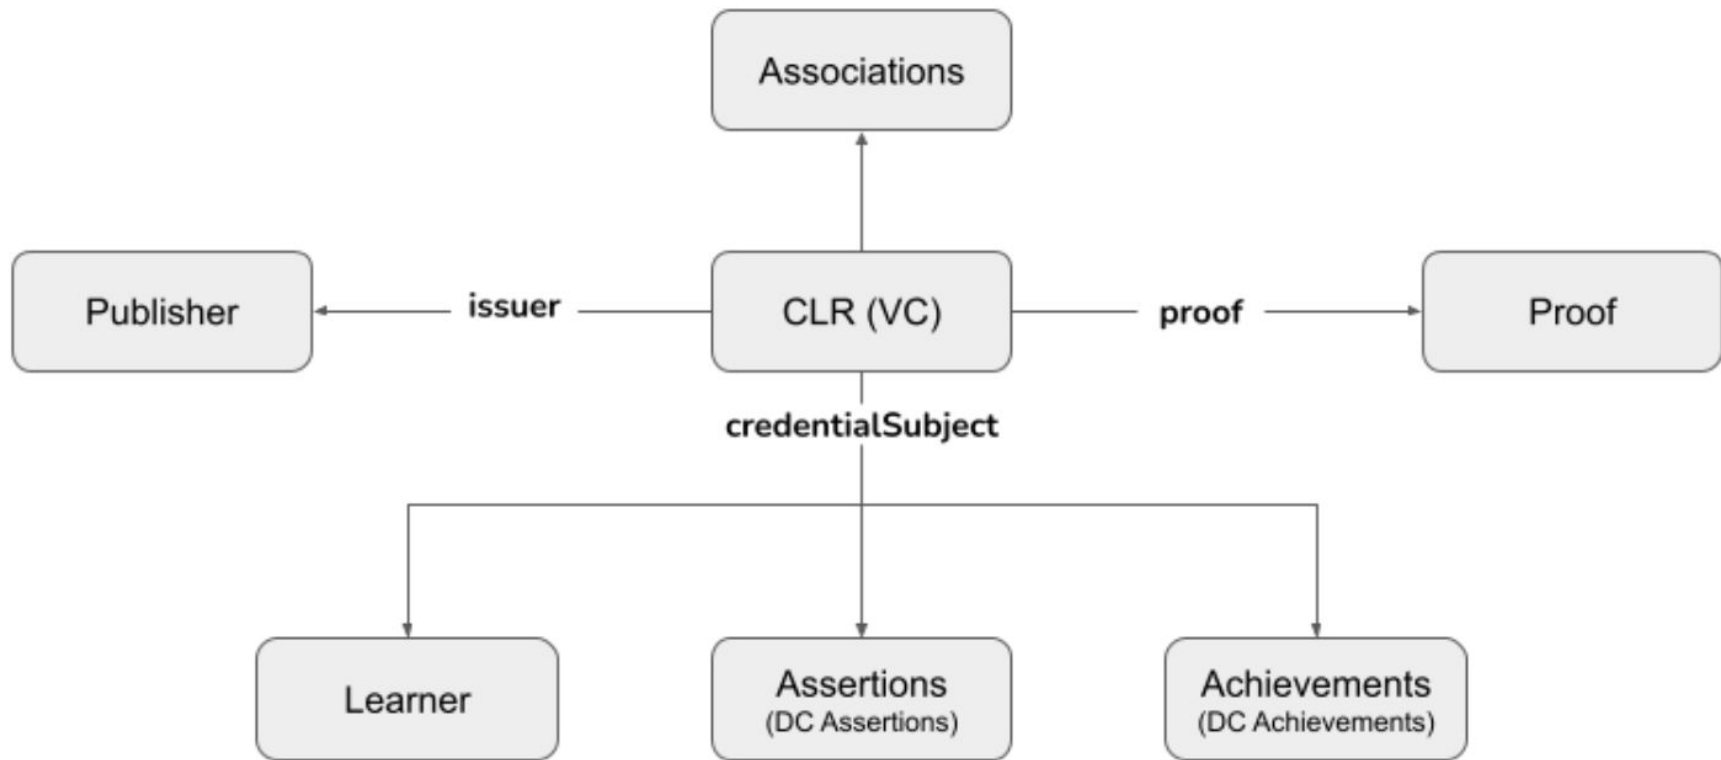 Associations
Publisher
issuer
CLR (VC)
proof
Proof
credentialSubject
Learner
Assertions
(DC Assertions)
Achievements
(DC Achievements)